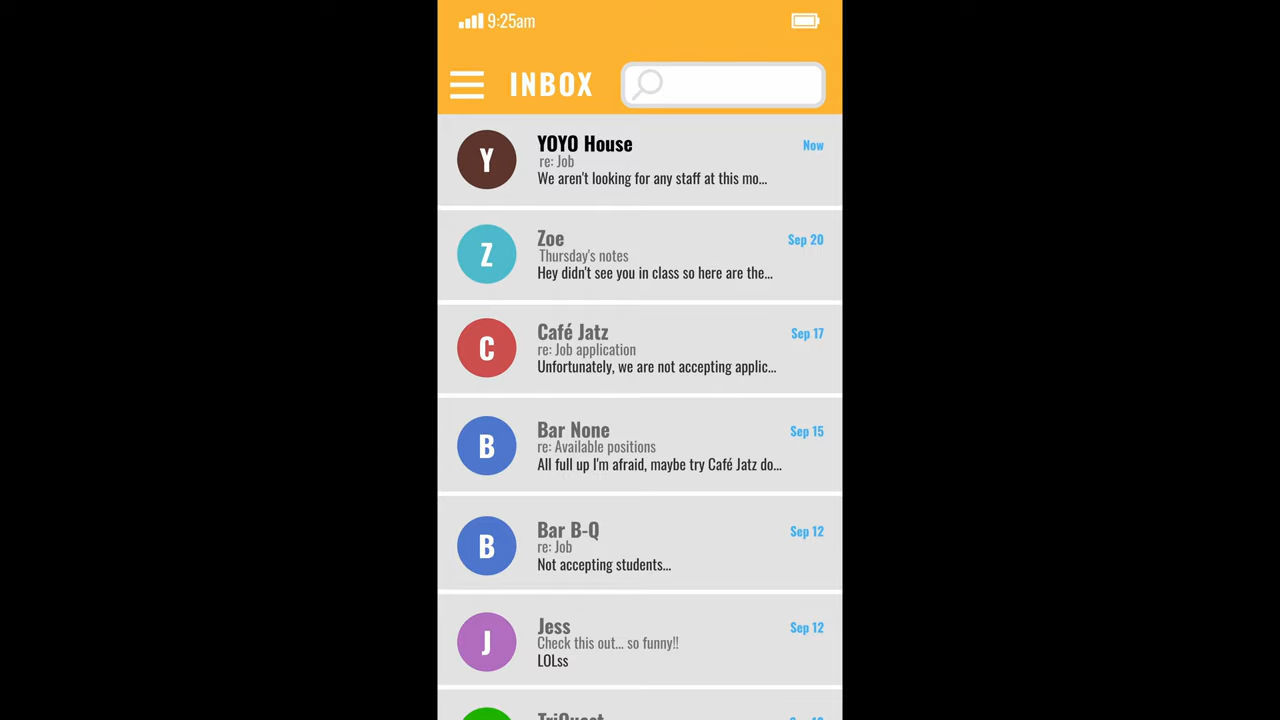 9:25am
INBOX
Y
YOYO House
Now
re: Job
We aren't looking for any staff at this mo...
Z
Zoe
Sep 20
Thursday's notes
Hey didn't see you in class so here are the...
C
Café Jatz
Sep 17
re: Job application
Unfortunately, we are not accepting applic...
B
Bar None
Sep 15
re: Available positions
All full up I'm afraid, maybe try Café Jatz do...
B
Bar B-Q
Sep 12
re: Job
Not accepting students...
J
Jess
Sep 12
Check this out... so funny!!
LOLss